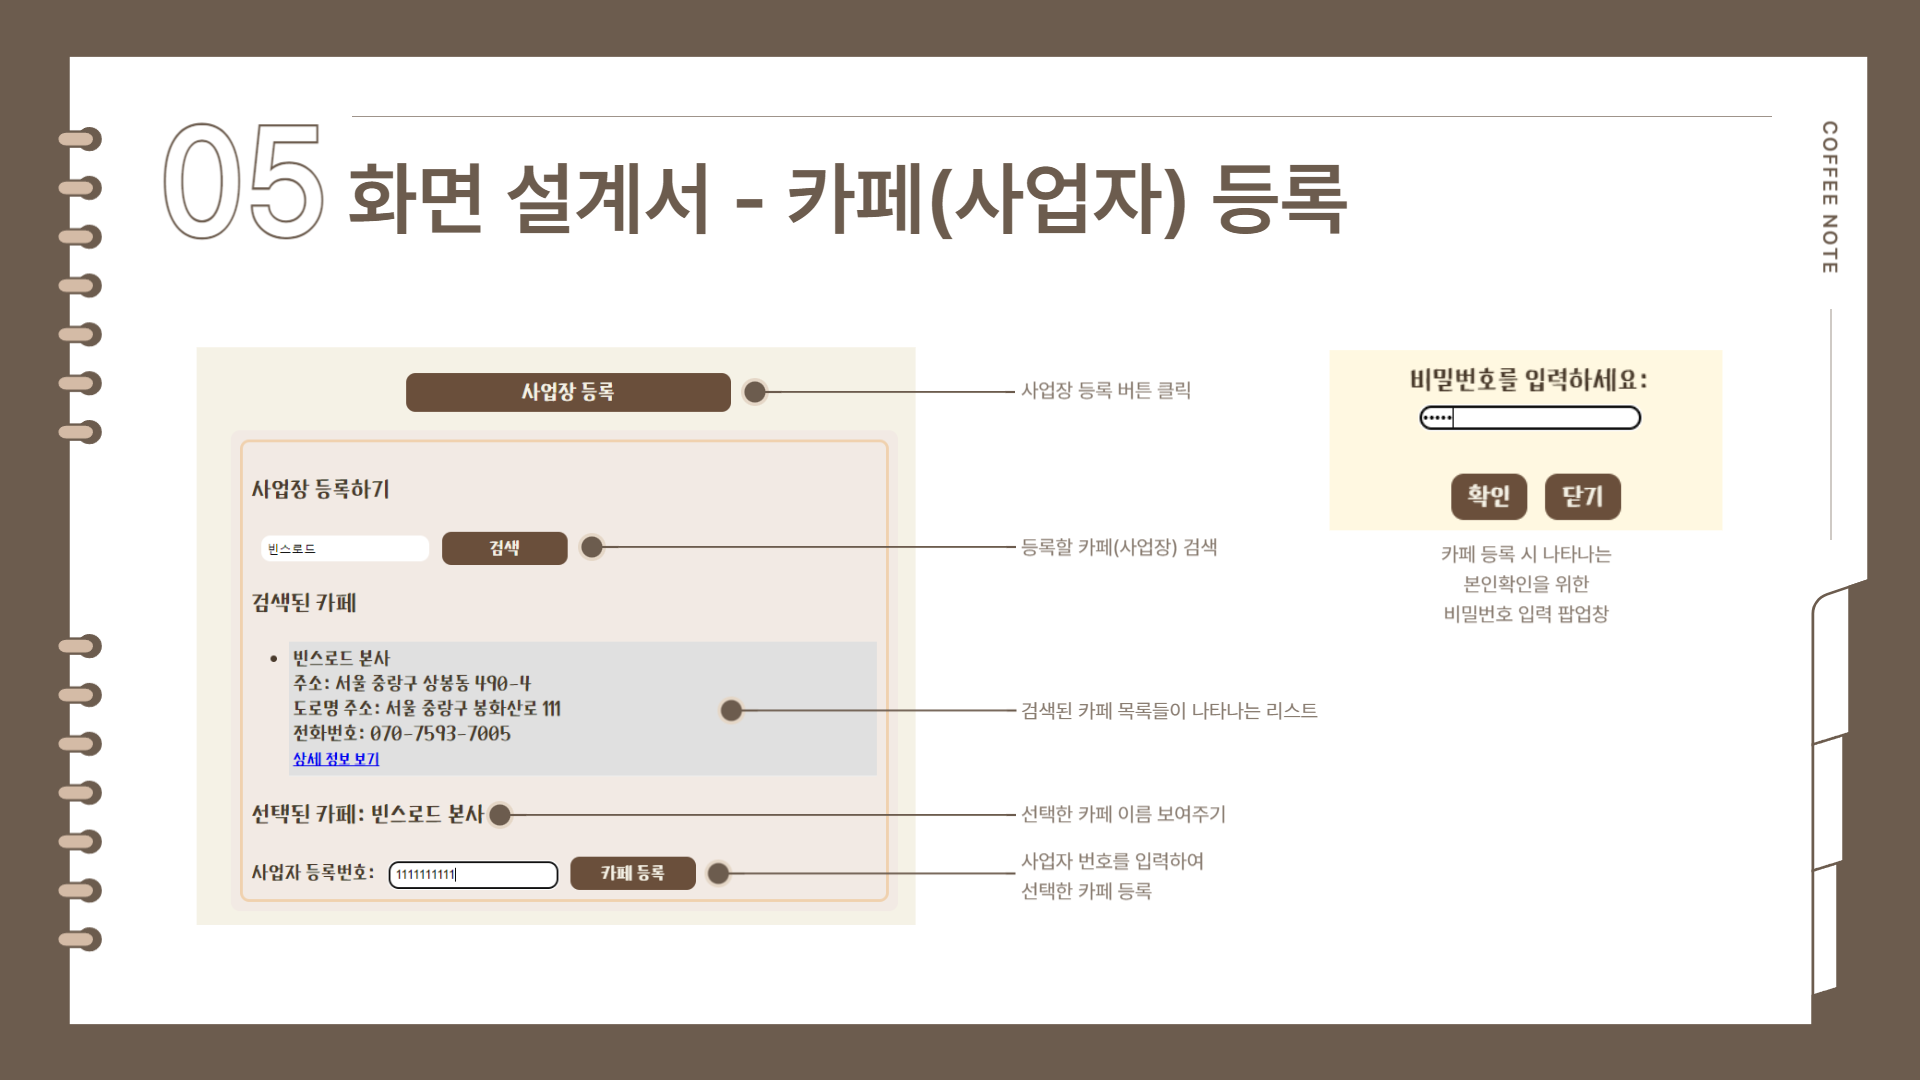 05 화면 설계서 - 카페(사업자) 등록
COFFEE NOTE
사업장 등록
사업장 등록 버튼 클릭
사업장 등록하기
빈스로드
검색
등록할 카페(사업장) 검색
검색된 카페
빈스로드 본사
주소: 서울 중랑구 상봉동 490-4
도로명 주소: 서울 중랑구 봉화산로 111
전화번호: 070-7593-7005
상세 정보 보기
검색된 카페 목록들이 나타나는 리스트
선택된 카페: 빈스로드 본사
선택한 카페 이름 보여주기
사업자 등록번호:
1111111111
카페 등록
사업자 번호를 입력하여
선택한 카페 등록
비밀번호를 입력하세요:
•••••
확인
닫기
카페 등록 시 나타나는
본인확인을 위한
비밀번호 입력 팝업창